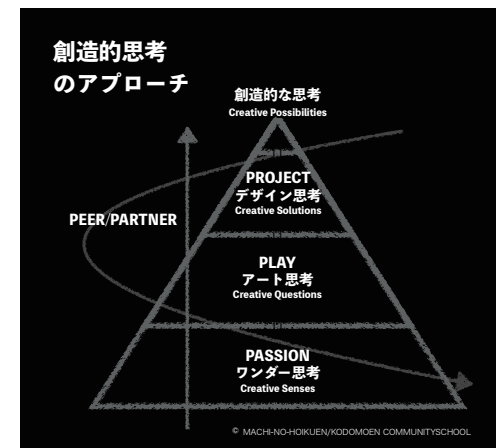 創造的思考
のアプローチ
創造的な思考
Creative Possibilities
PROJECT
デザイン思考
Creative Solutions
PEER/PARTNER
PLAY
アート思考
Creative Questions
PASSION
ワンダー思考
Creative Senses
© MACHI-NO-HOIKUEN/KODOMOEN COMMUNITYSCHOOL